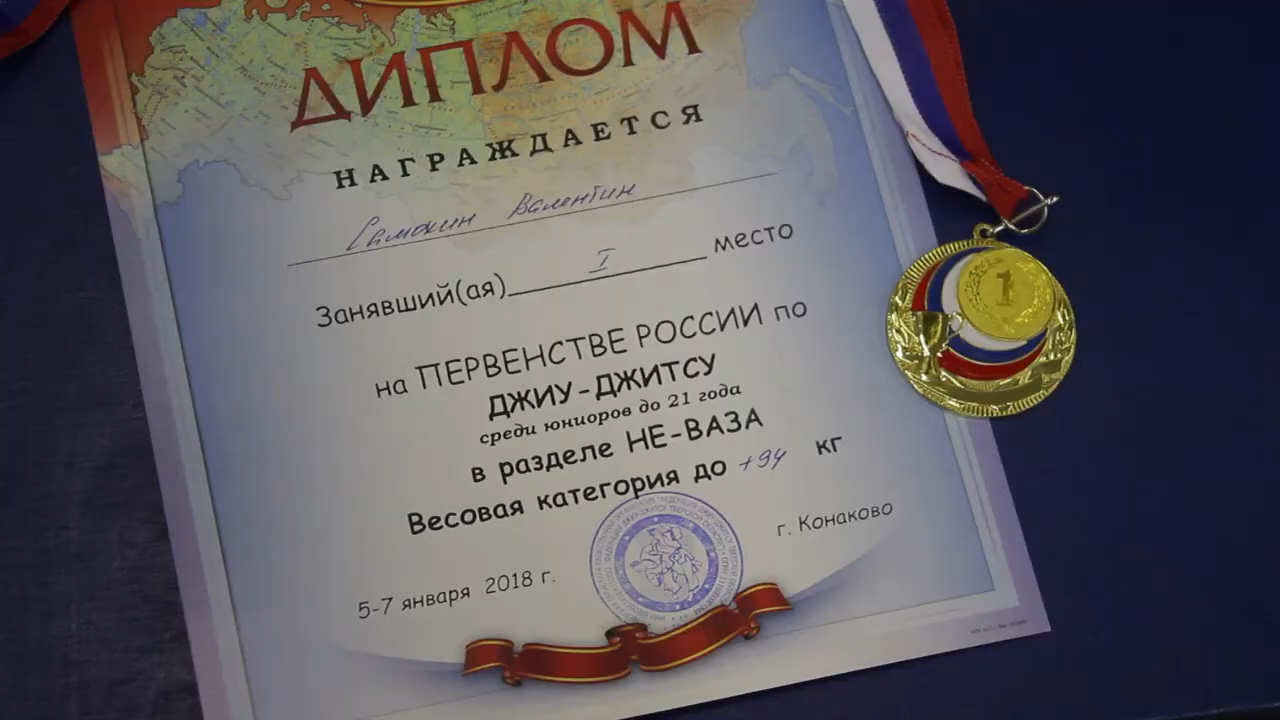 ДИПЛОМ
НАГРАЖДАЕТСЯ
Симокин Валентин
Занявший(ая) I место
на ПЕРВЕНСТВЕ РОССИИ по
ДЖИУ-ДЖИТСУ
среди юниоров до 21 года
в разделе НЕ-ВАЗА
Весовая категория до +94 кг
г. Конаково
5-7 января 2018 г.
1